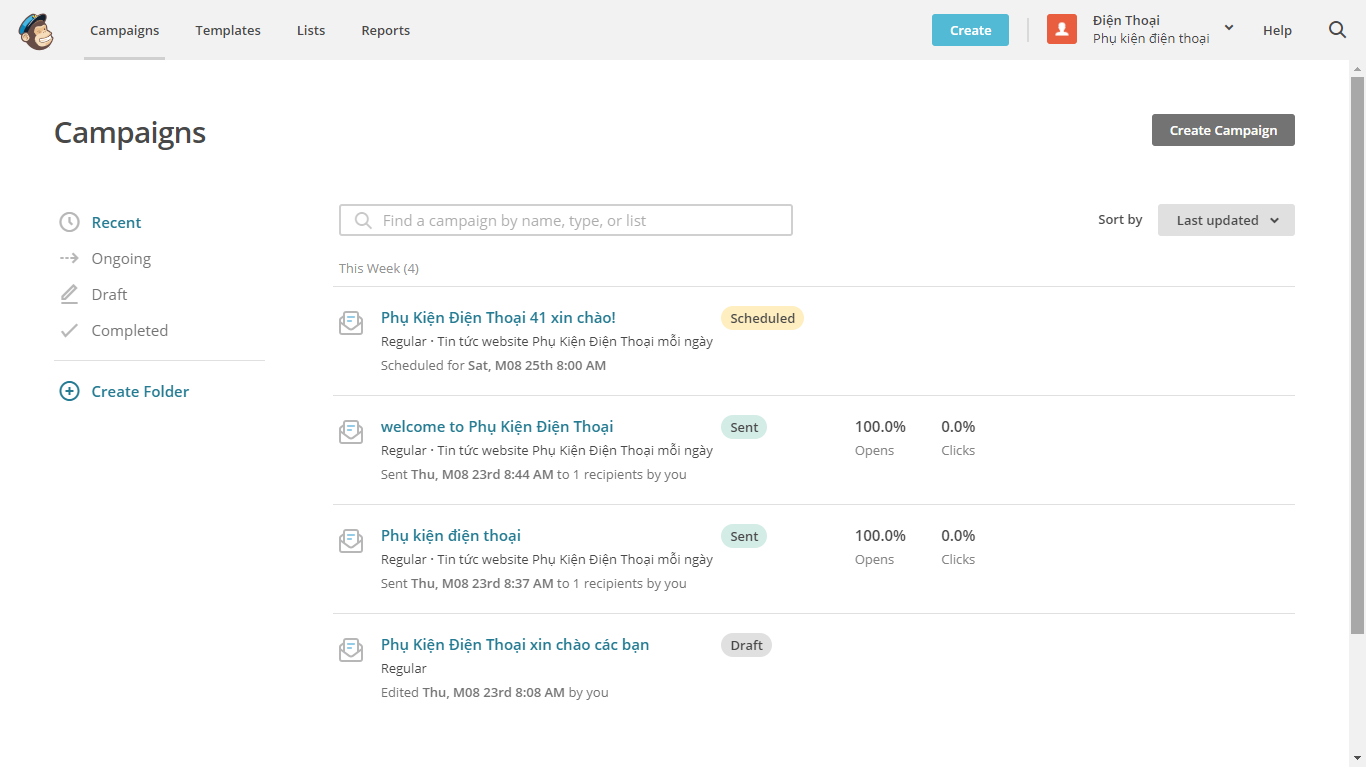 Campaigns Templates Lists Reports Create Điện Thoại Help
Phụ kiện điện thoại
Campaigns
Create Campaign
Recent
Ongoing
Draft
Completed
Create Folder
Find a campaign by name, type, or list
Sort by Last updated
This Week (4)
Phụ Kiện Điện Thoại 41 xin chào! Scheduled
Regular · Tin tức website Phụ Kiện Điện Thoại mỗi ngày
Scheduled for Sat, M08 25th 8:00 AM
welcome to Phụ Kiện Điện Thoại Sent 100.0% 0.0%
Regular · Tin tức website Phụ Kiện Điện Thoại mỗi ngày Opens Clicks
Sent Thu, M08 23rd 8:44 AM to 1 recipients by you
Phụ kiện điện thoại Sent 100.0% 0.0%
Regular · Tin tức website Phụ Kiện Điện Thoại mỗi ngày Opens Clicks
Sent Thu, M08 23rd 8:37 AM to 1 recipients by you
Phụ Kiện Điện Thoại xin chào các bạn Draft
Regular
Edited Thu, M08 23rd 8:08 AM by you